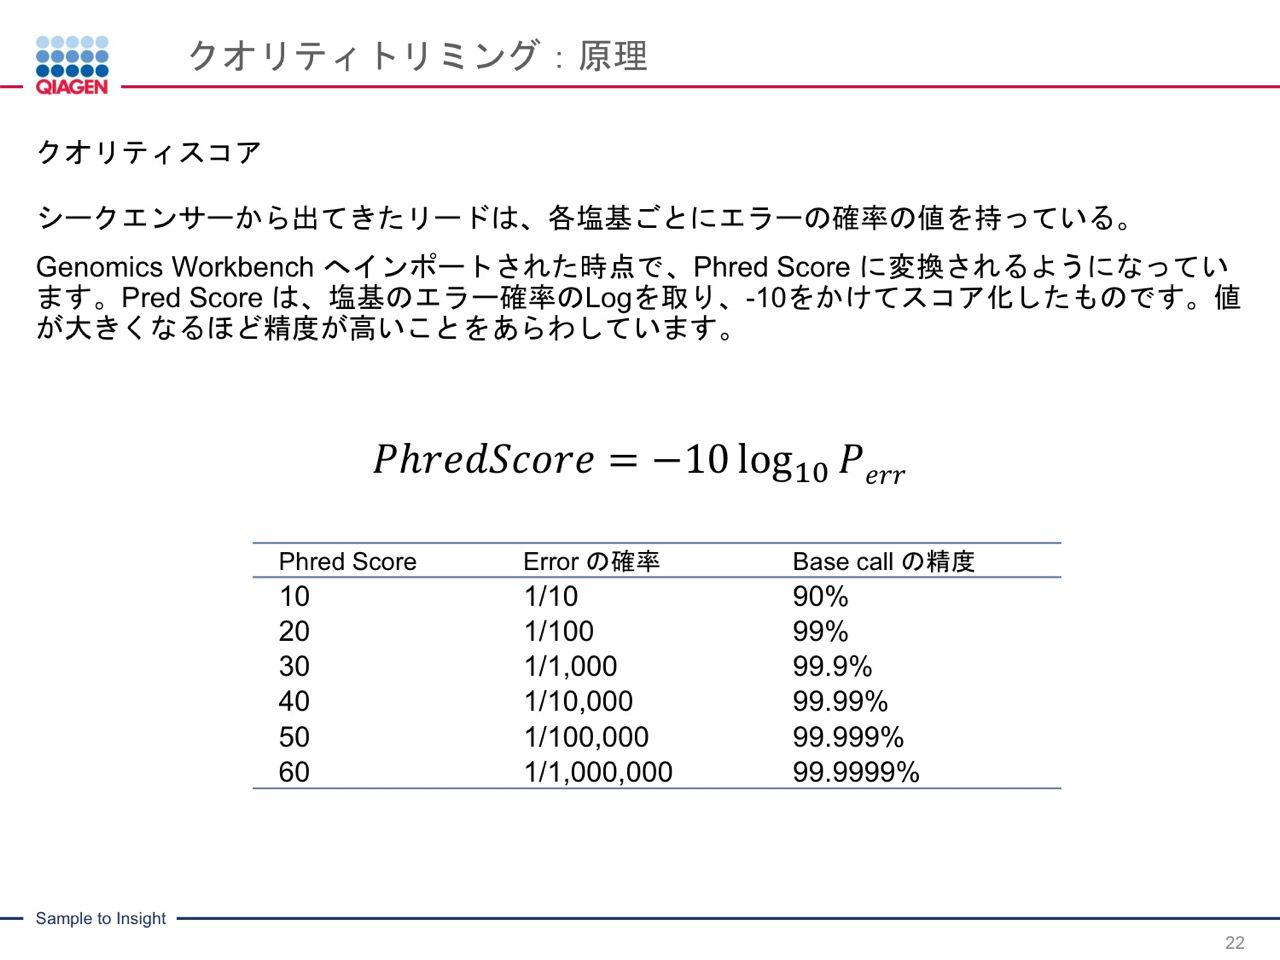 QIAGEN
クオリティトリミング：原理
クオリティスコア
シークエンサーから出てきたリードは、各塩基ごとにエラーの確率の値を持っている。
Genomics Workbench へインポートされた時点で、Phred Score に変換されるようになってい
ます。Pred Score は、塩基のエラー確率のLogを取り、-10をかけてスコア化したものです。値
が大きくなるほど精度が高いことをあらわしています。
PhredScore = −10 log₁₀ P_err
Phred Score Error の確率 Base call の精度
10 1/10 90%
20 1/100 99%
30 1/1,000 99.9%
40 1/10,000 99.99%
50 1/100,000 99.999%
60 1/1,000,000 99.9999%
Sample to Insight
22